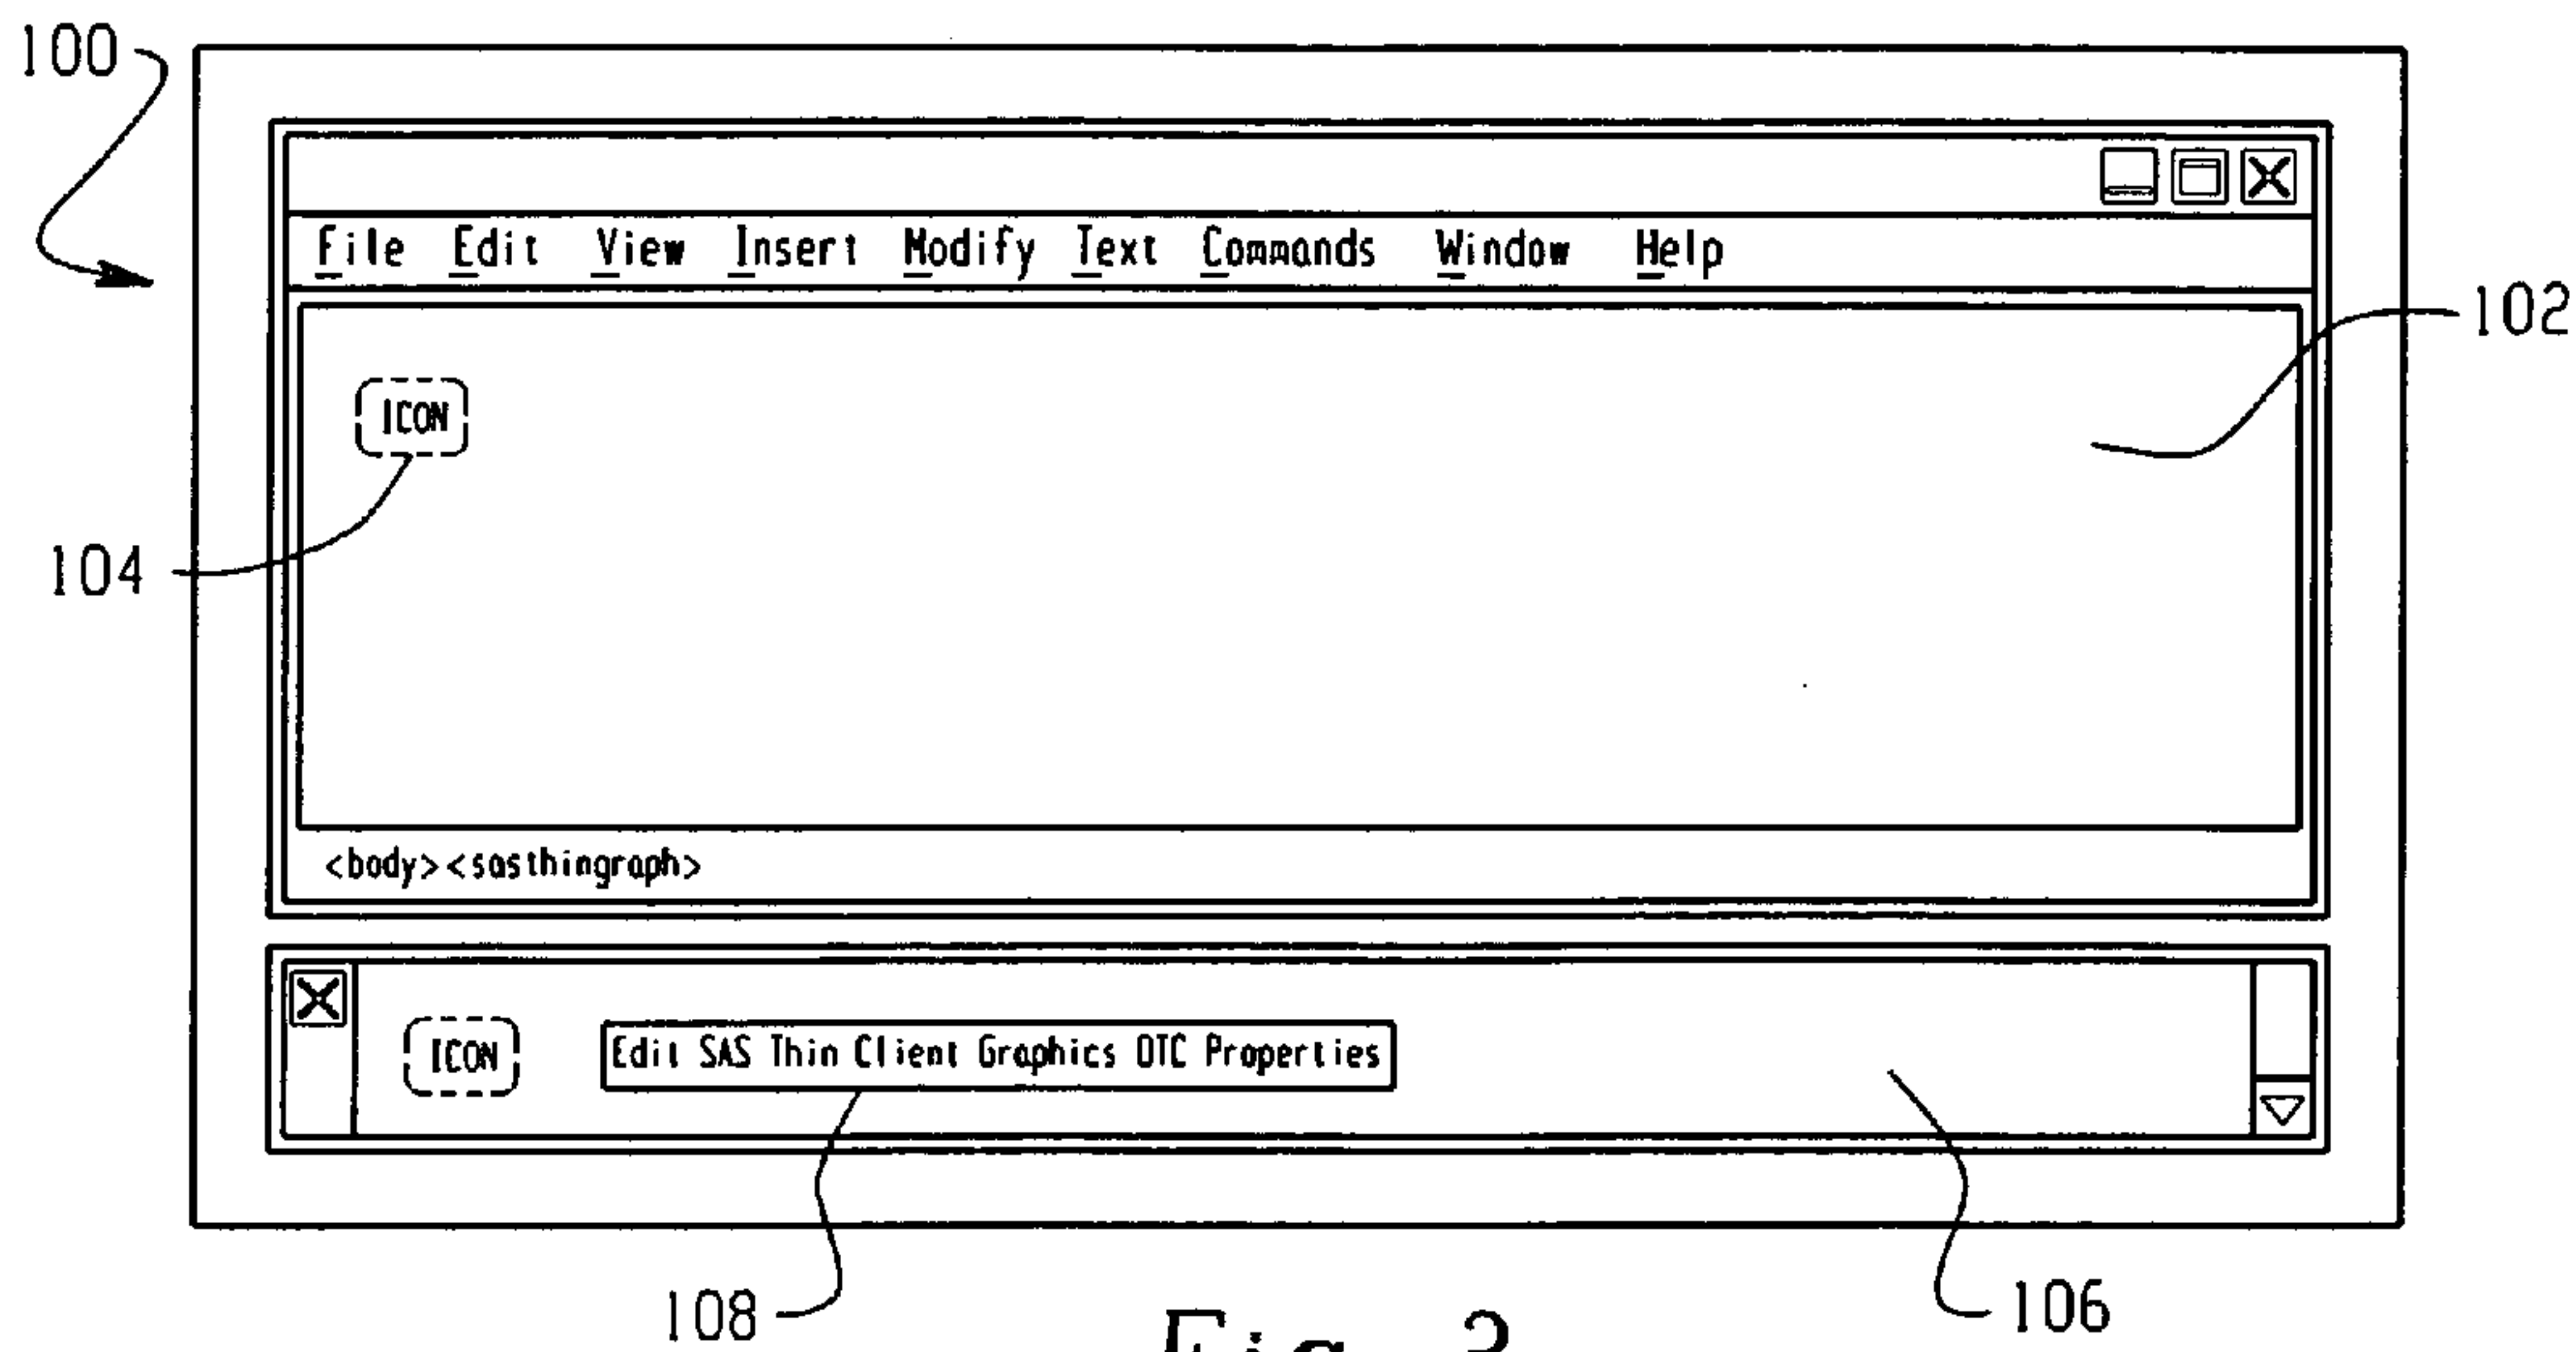 100
File Edit View Insert Modify Text Commands Window Help
102
ICON
104
<body><sasthingraph>
ICON
Edit SAS Thin Client Graphics DTC Properties
108
106